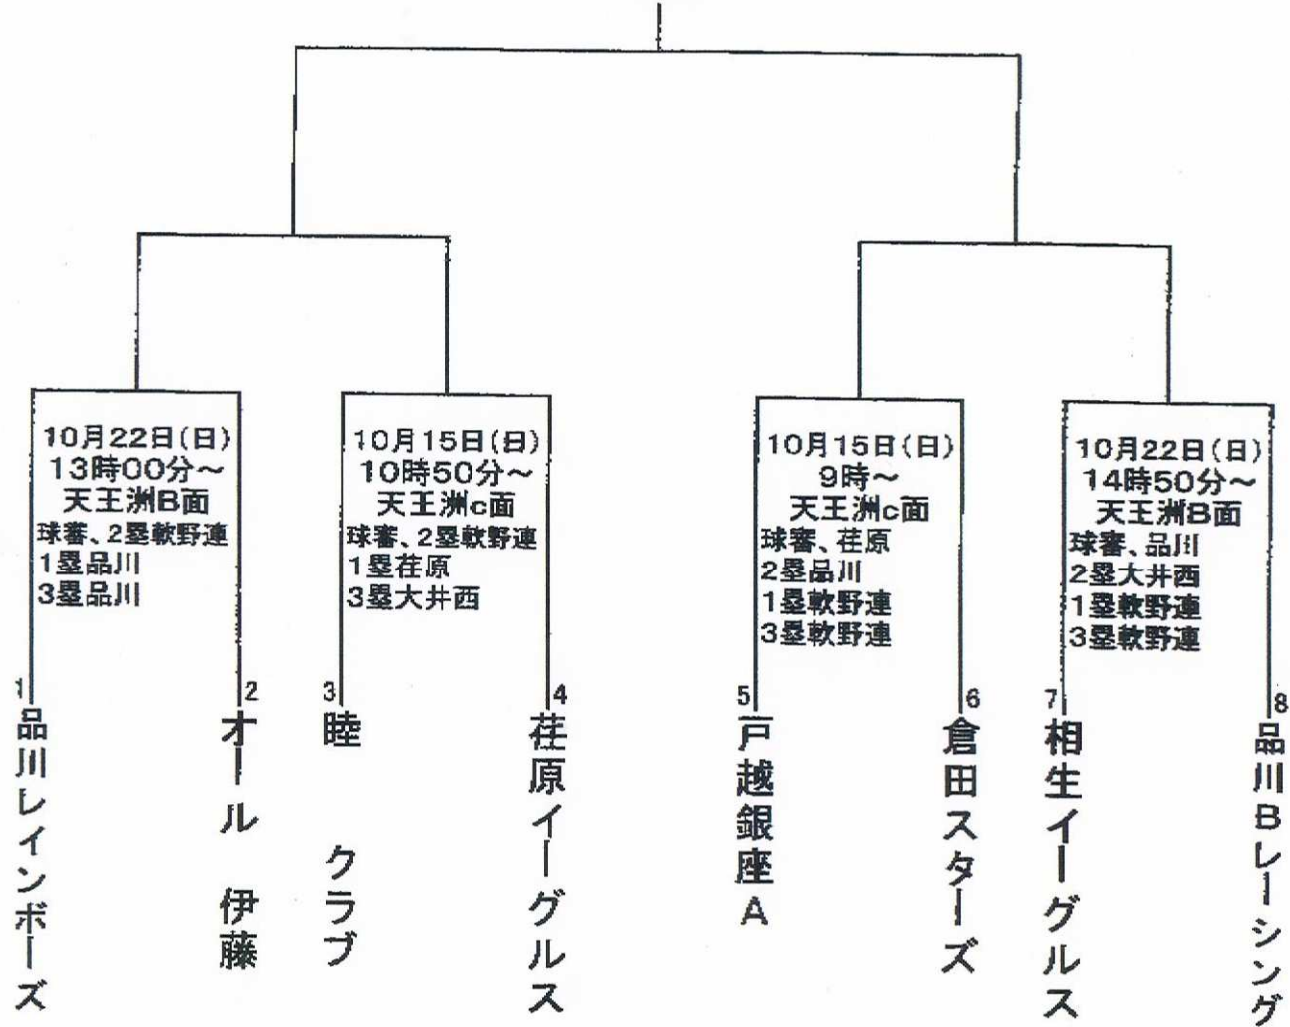 10月22日(日)
13時00分～
天王洲B面
球審、2塁軟野連
1塁品川
3塁品川
10月15日(日)
10時50分～
天王洲c面
球審、2塁軟野連
1塁荏原
3塁大井西
10月15日(日)
9時～
天王洲c面
球審、荏原
2塁品川
1塁軟野連
3塁軟野連
10月22日(日)
14時50分～
天王洲B面
球審、品川
2塁大井西
1塁軟野連
3塁軟野連
1
品川レインボーズ
2
オール 伊藤
3
睦 クラブ
4
荏原イーグルス
5
戸越銀座A
6
倉田スターズ
7
相生イーグルス
8
品川Bレーシング